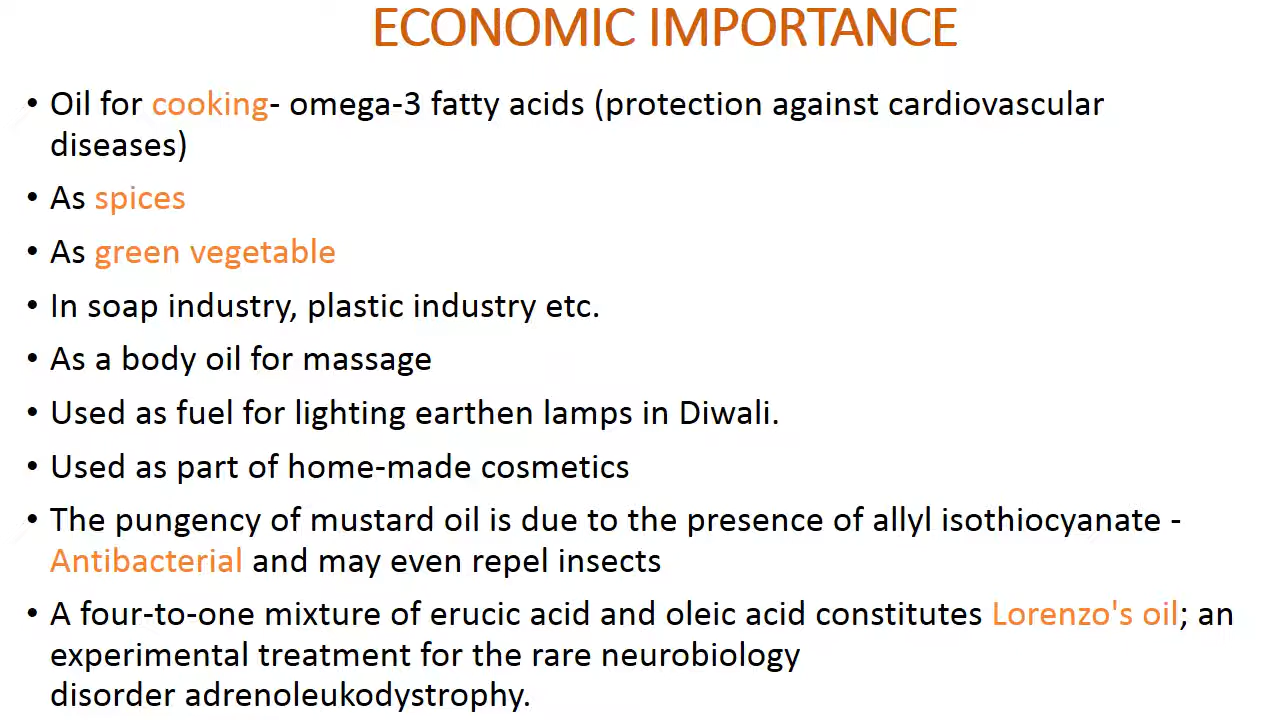 ECONOMIC IMPORTANCE
• Oil for cooking- omega-3 fatty acids (protection against cardiovascular
diseases)
• As spices
• As green vegetable
• In soap industry, plastic industry etc.
• As a body oil for massage
• Used as fuel for lighting earthen lamps in Diwali.
• Used as part of home-made cosmetics
• The pungency of mustard oil is due to the presence of allyl isothiocyanate -
Antibacterial and may even repel insects
• A four-to-one mixture of erucic acid and oleic acid constitutes Lorenzo's oil; an
experimental treatment for the rare neurobiology
disorder adrenoleukodystrophy.